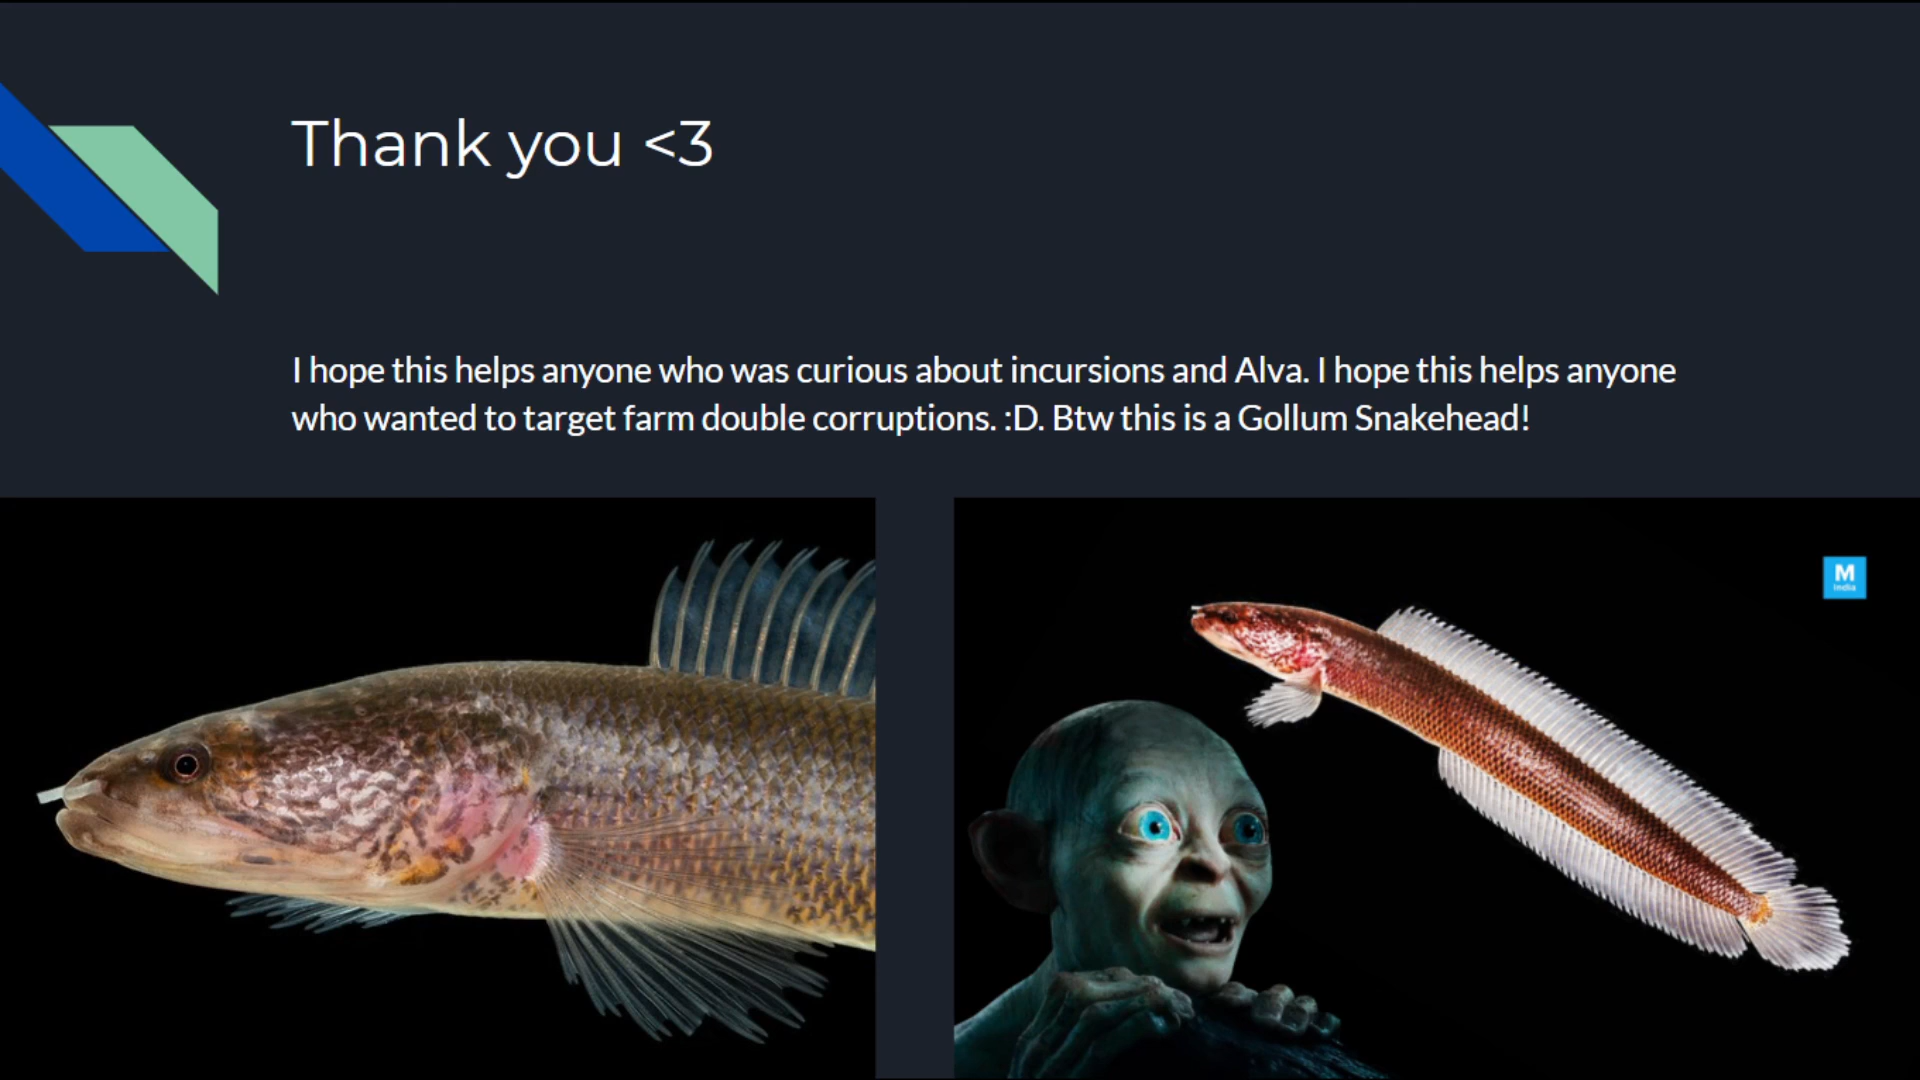 Thank you <3
I hope this helps anyone who was curious about incursions and Alva. I hope this helps anyone
who wanted to target farm double corruptions. :D. Btw this is a Gollum Snakehead!
M
India